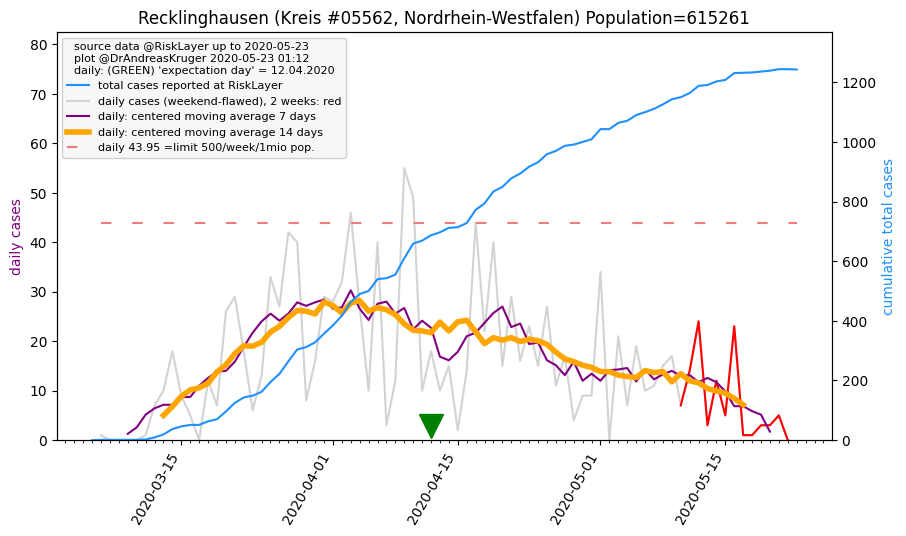 Recklinghausen (Kreis #05562, Nordrhein-Westfalen) Population=615261
source data @RiskLayer up to 2020-05-23
plot @DrAndreasKruger 2020-05-23 01:12
daily: (GREEN) 'expectation day' = 12.04.2020
total cases reported at RiskLayer
daily cases (weekend-flawed), 2 weeks: red
daily: centered moving average 7 days
daily: centered moving average 14 days
daily 43.95 =limit 500/week/1mio pop.
daily cases
80
70
60
50
40
30
20
10
0
cumulative total cases
1200
1000
800
600
400
200
0
2020-03-15
2020-04-01
2020-04-15
2020-05-01
2020-05-15